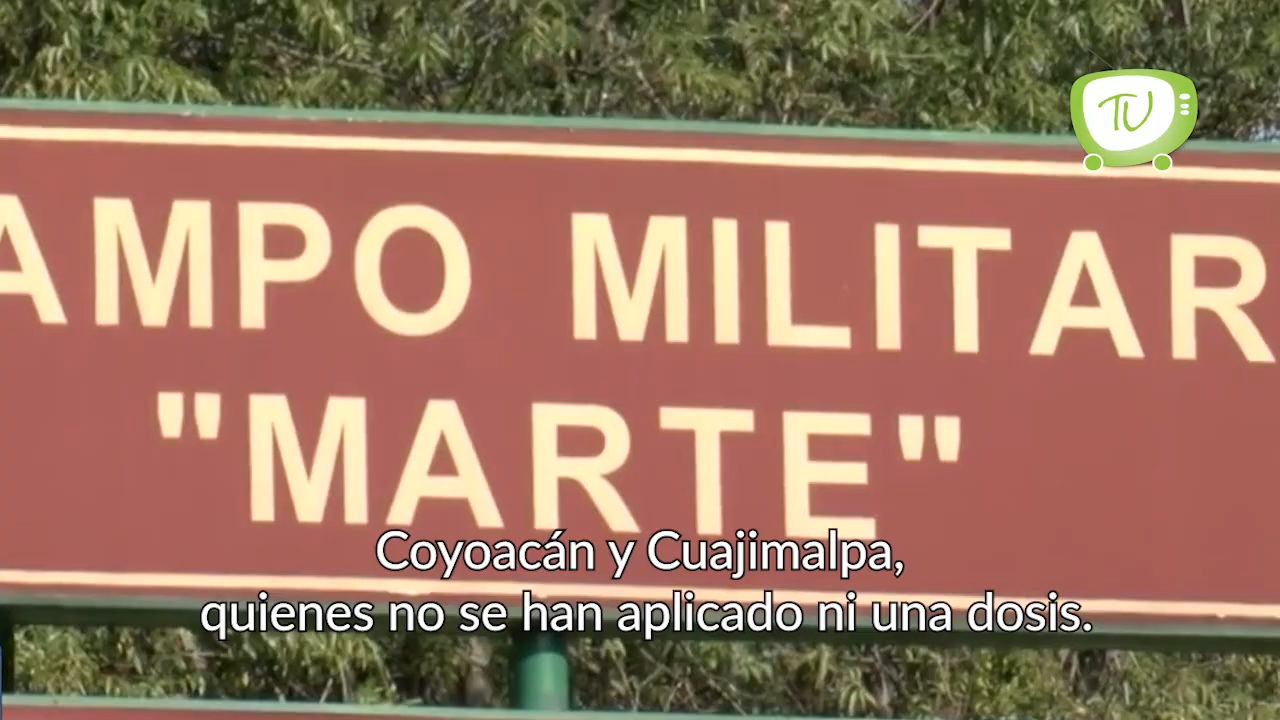 TV
AMPO MILITAR
"MARTE"
Coyoacán y Cuajimalpa,
quienes no se han aplicado ni una dosis.